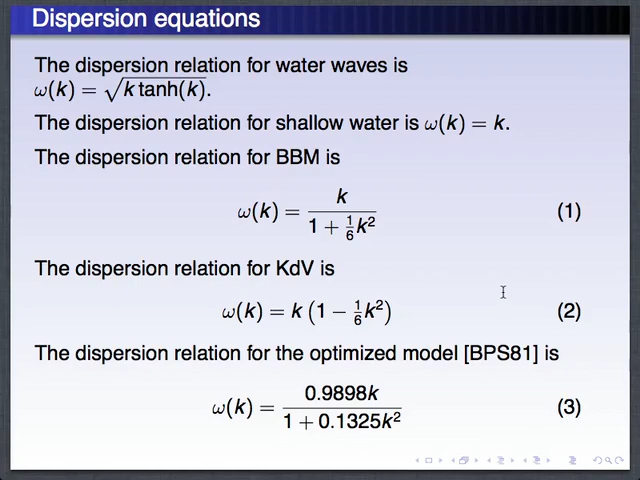 Dispersion equations
The dispersion relation for water waves is
ω(k) = √(k tanh(k)).
The dispersion relation for shallow water is ω(k) = k.
The dispersion relation for BBM is
ω(k) = k / (1 + 1/6 k²) (1)
The dispersion relation for KdV is
ω(k) = k (1 − 1/6 k²) (2)
The dispersion relation for the optimized model [BPS81] is
ω(k) = 0.9898k / (1 + 0.1325k²) (3)